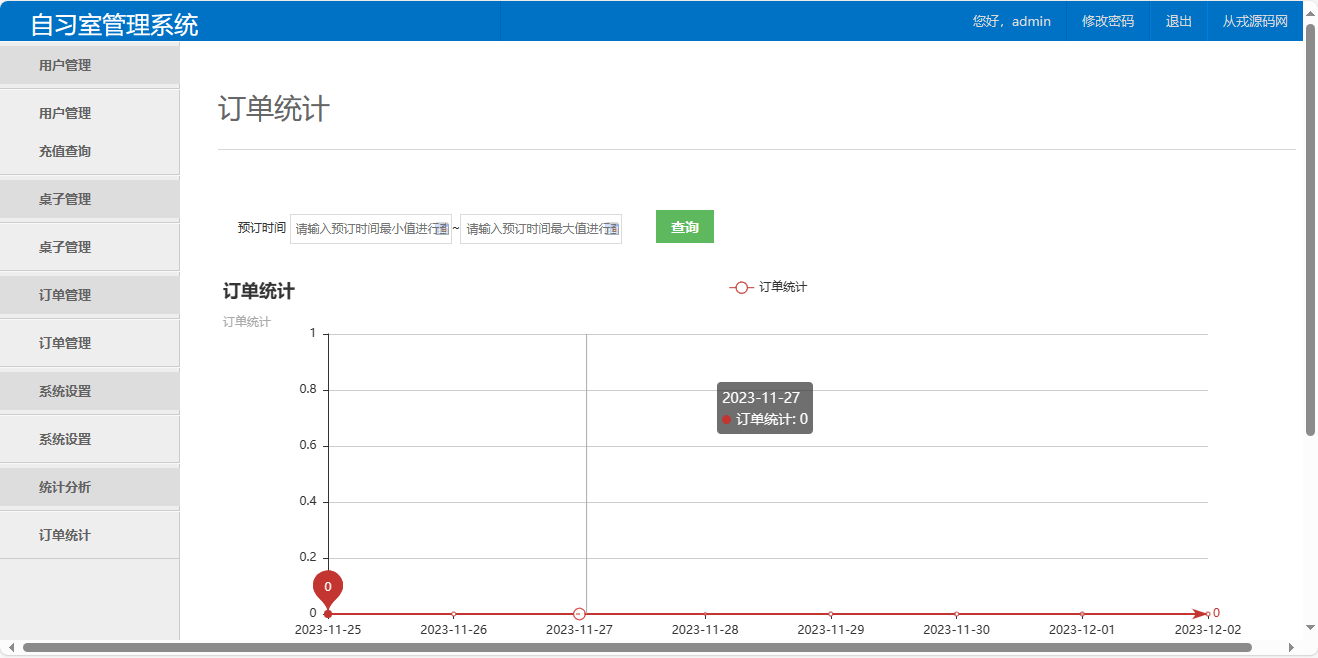 自习室管理系统
您好，admin 修改密码 退出 从戎源码网
用户管理
用户管理
充值查询
桌子管理
桌子管理
订单管理
订单管理
系统设置
系统设置
统计分析
订单统计
订单统计
预订时间 请输入预订时间最小值进行 ~ 请输入预订时间最大值进行 查询
订单统计
订单统计
订单统计
1
0.8
0.6
0.4
0.2
0
2023-11-27
订单统计: 0
0
0
2023-11-25 2023-11-26 2023-11-27 2023-11-28 2023-11-29 2023-11-30 2023-12-01 2023-12-02